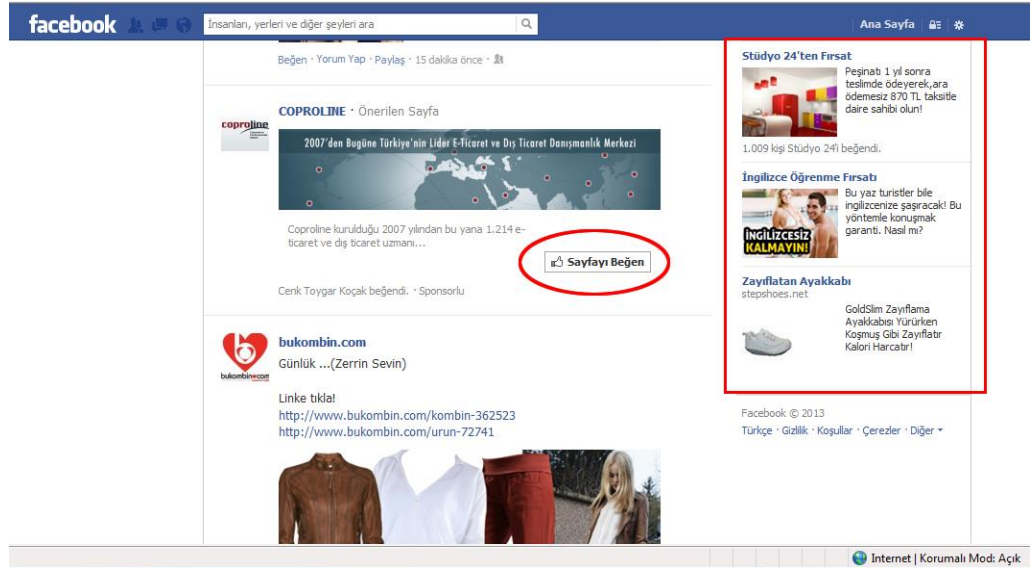 facebook
İnsanları, yerleri ve diğer şeyleri ara
Ana Sayfa
Beğen · Yorum Yap · Paylaş · 15 dakika önce ·
COPROLINE · Önerilen Sayfa
coproline
2007'den Bugüne Türkiye'nin Lider E-Ticaret ve Dış Ticaret Danışmanlık Merkezi
Coproline kurulduğu 2007 yılından bu yana 1.214 e-
ticaret ve dış ticaret uzmanı...
Sayfayı Beğen
Cenk Toygar Koçak beğendi. · Sponsorlu
bukombin.com
bukombin.com
Günlük ...(Zerrin Sevin)
Linke tıkla!
http://www.bukombin.com/kombin-362523
http://www.bukombin.com/urun-72741
Stüdyo 24'ten Fırsat
Peşinatı 1 yıl sonra
teslimde ödeyerek,ara
ödemesiz 870 TL taksitle
daire sahibi olun!
1.009 kişi Stüdyo 24'i beğendi.
İngilizce Öğrenme Fırsatı
Bu yaz turistler bile
ingilizcenize şaşıracak! Bu
yöntemle konuşmak
garanti. Nasıl mı?
İNGİLİZCESİZ
KALMAYIN!
Zayıflatan Ayakkabı
stepshoes.net
GoldSlim Zayıflama
Ayakkabısı Yürürken
Koşmuş Gibi Zayıflatır
Kalori Harcatır!
Facebook © 2013
Türkçe · Gizlilik · Koşullar · Çerezler · Diğer
Internet | Korumalı Mod: Açık